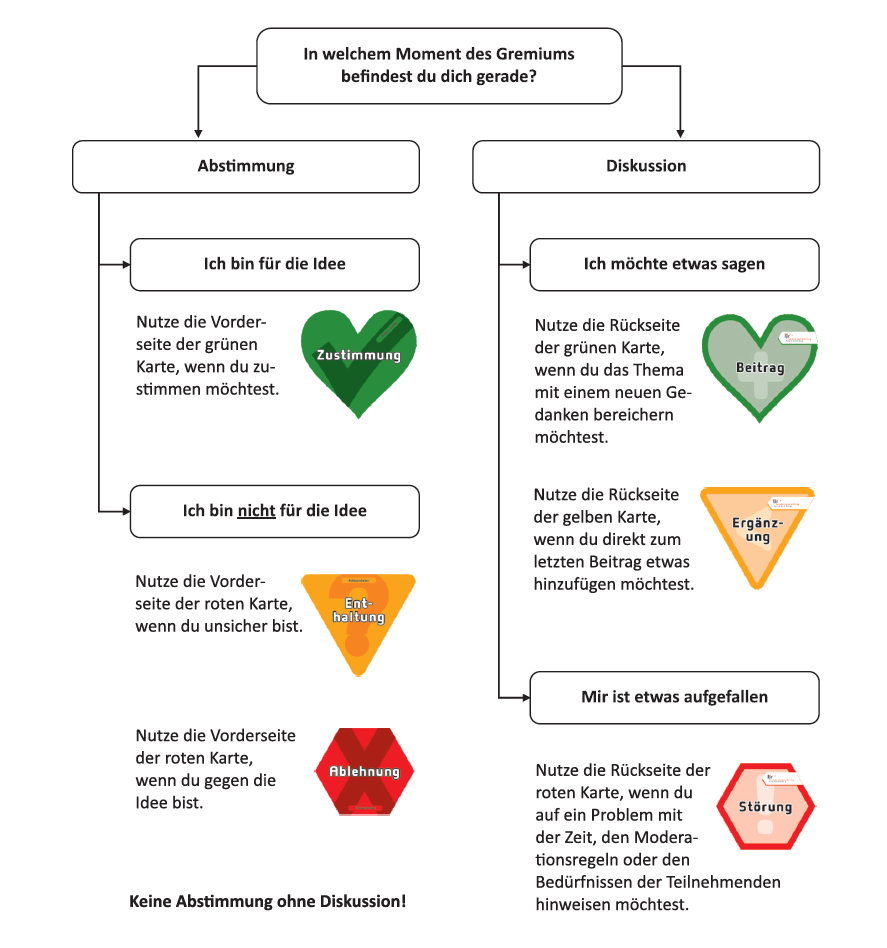 In welchem Moment des Gremiums
befindest du dich gerade?
Abstimmung
Ich bin für die Idee
Nutze die Vorder-
seite der grünen
Karte, wenn du zu-
stimmen möchtest.
Zustimmung
Ich bin nicht für die Idee
Nutze die Vorder-
seite der roten Karte,
wenn du unsicher bist.
Ent-
haltung
Nutze die Vorderseite
der roten Karte,
wenn du gegen die
Idee bist.
Ablehnung
Keine Abstimmung ohne Diskussion!
Diskussion
Ich möchte etwas sagen
Nutze die Rückseite
der grünen Karte,
wenn du das Thema
mit einem neuen Ge-
danken bereichern
möchtest.
Beitrag
Nutze die Rückseite
der gelben Karte,
wenn du direkt zum
letzten Beitrag etwas
hinzufügen möchtest.
Ergänz-
ung
Mir ist etwas aufgefallen
Nutze die Rückseite der
roten Karte, wenn du
auf ein Problem mit
der Zeit, den Modera-
tionsregeln oder den
Bedürfnissen der Teilnehmenden
hinweisen möchtest.
Störung